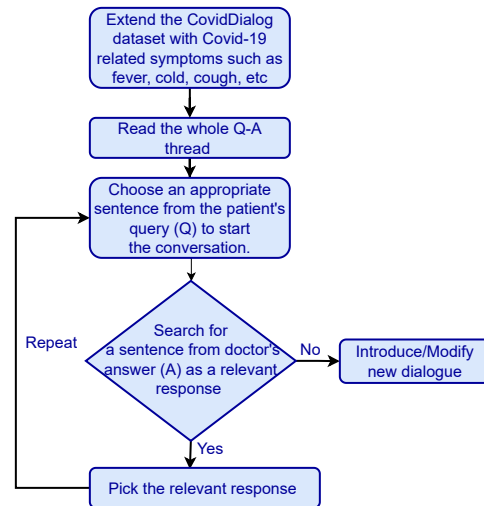 Extend the CovidDialog
dataset with Covid-19
related symptoms such as
fever, cold, cough, etc
Read the whole Q-A
thread
Choose an appropriate
sentence from the patient's
query (Q) to start
the conversation.
Search for
a sentence from doctor's
answer (A) as a relevant
response
No
Introduce/Modify
new dialogue
Repeat
Yes
Pick the relevant response